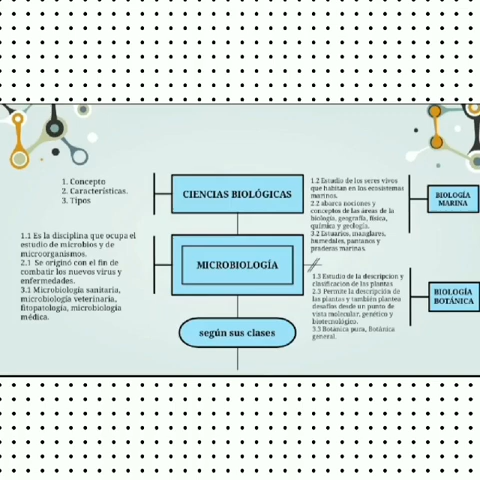 1. Concepto
2. Características.
3. Tipos
CIENCIAS BIOLÓGICAS
1.1 Es la disciplina que ocupa el
estudio de microbios y de
microorganismos.
2.1 Se originó con el fin de
combatir los nuevos virus y
enfermedades.
3.1 Microbiología sanitaria,
microbiología veterinaria,
fitopatología, microbiología
médica.
MICROBIOLOGÍA
según sus clases
1.2 Estudio de los seres vivos
que habitan en los ecosistemas
marinos.
2.2 abarca nociones y
conceptos de las áreas de la
biología, geografía, física,
química y geología.
3.2 Estuarios, manglares,
humedales, pantanos y
praderas marinas.
BIOLOGÍA
MARINA
1.3 Estudio de la descripcion y
clasificacion de las plantas
2.3 Permite la descripción de
las plantas y también plantea
desafíos desde un punto de
vista molecular, genético y
biotecnológico.
3.3 Botanica pura, Botánica
general.
BIOLOGÍA
BOTÁNICA